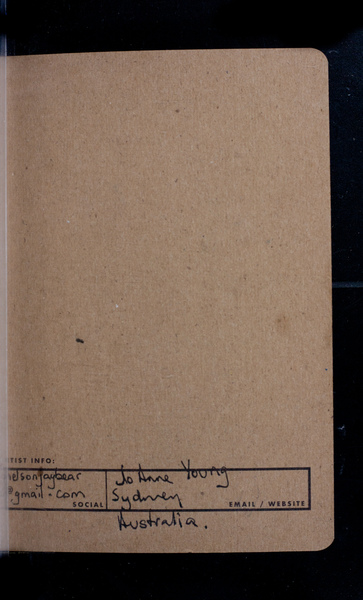 TIST INFO:
nelsonjaybear
@gmail.com
SOCIAL
JoAnne Young
Sydney
EMAIL / WEBSITE
Australia.